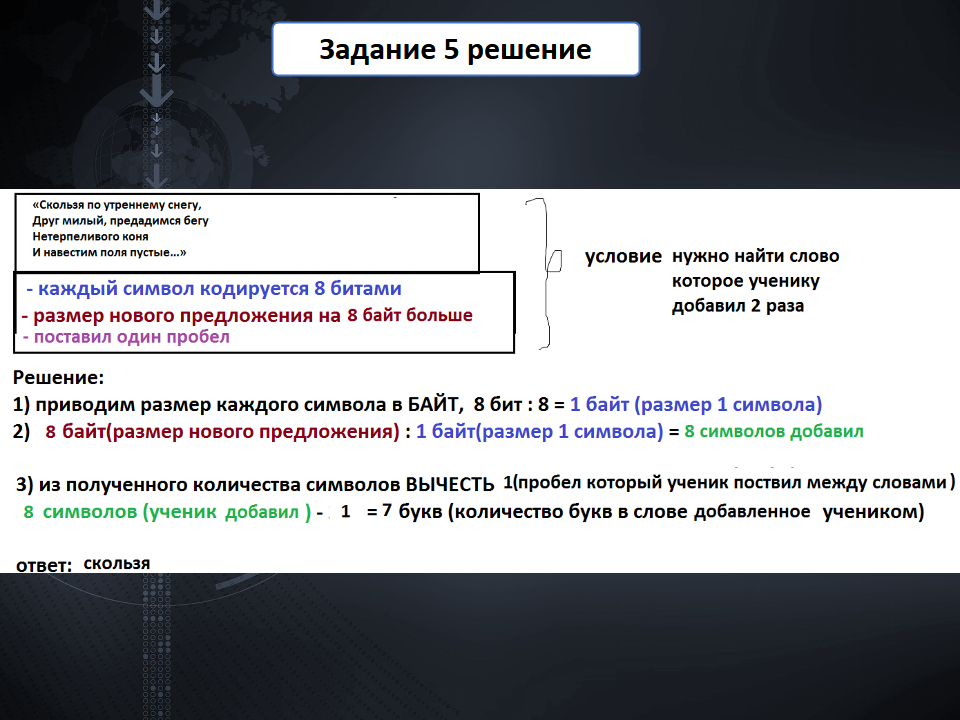 Задание 5 решение
«Скользя по утреннему снегу,
Друг милый, предадимся бегу
Нетерпеливого коня
И навестим поля пустые...»
- каждый символ кодируется 8 битами
- размер нового предложения на 8 байт больше
- поставил один пробел
условие нужно найти слово
которое ученику
добавил 2 раза
Решение:
1) приводим размер каждого символа в БАЙТ, 8 бит : 8 = 1 байт (размер 1 символа)
2) 8 байт(размер нового предложения) : 1 байт(размер 1 символа) = 8 символов добавил
3) из полученного количества символов ВЫЧЕСТЬ 1(пробел который ученик поствил между словами)
8 символов (ученик добавил ) - 1 = 7 букв (количество букв в слове добавленное учеником)
ответ: скользя